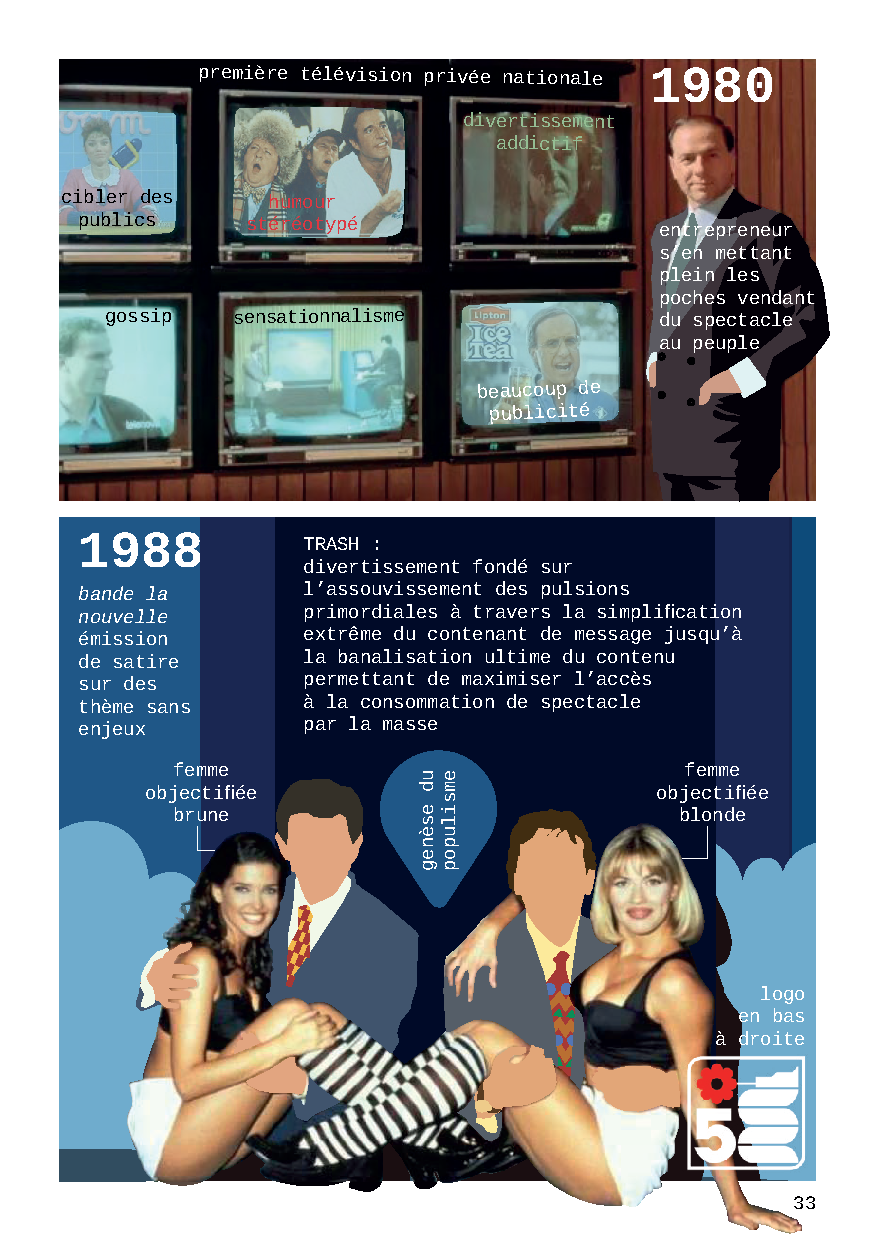 première télévision privée nationale
1980
divertissement
addictif
cibler des
publics
humour
stéréotypé
entrepreneur
s'en mettant
plein les
poches vendant
du spectacle
au peuple
gossip
sensationnalisme
Lipton
Ice
Tea
beaucoup de
publicité
1988
bande la
nouvelle
émission
de satire
sur des
thème sans
enjeux
TRASH :
divertissement fondé sur
l’assouvissement des pulsions
primordiales à travers la simplification
extrême du contenant de message jusqu’à
la banalisation ultime du contenu
permettant de maximiser l’accès
à la consommation de spectacle
par la masse
femme
objectifiée
brune
genèse du
populisme
femme
objectifiée
blonde
logo
en bas
à droite
5
33